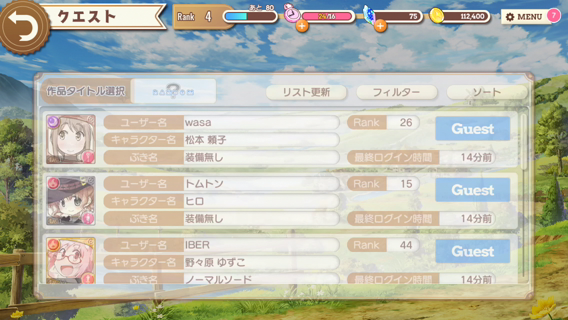 クエスト Rank 4 あと 80 24/16 75 112,400 MENU ?
作品タイトル選択 ? リスト更新 フィルター ソート
ユーザー名 wasa Rank 26 Guest
キャラクター名 松本 頼子
ぶき名 装備無し 最終ログイン時間 14分前
ユーザー名 トムトン Rank 15 Guest
キャラクター名 ヒロ
ぶき名 装備無し 最終ログイン時間 14分前
ユーザー名 IBER Rank 44 Guest
キャラクター名 野々原 ゆずこ
ぶき名 ノーマルソード 最終ログイン時間 14分前